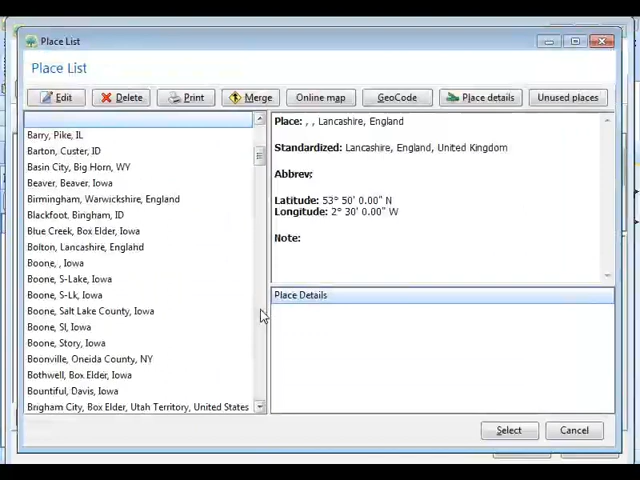 Place List
Place List
Edit Delete Print Merge Online map GeoCode Place details Unused places
Barry, Pike, IL
Barton, Custer, ID
Basin City, Big Horn, WY
Beaver, Beaver, Iowa
Birmingham, Warwickshire, England
Blackfoot, Bingham, ID
Blue Creek, Box Elder, Iowa
Bolton, Lancashire, Englahd
Boone, , Iowa
Boone, S-Lake, Iowa
Boone, S-Lk, Iowa
Boone, Salt Lake County, Iowa
Boone, Sl, Iowa
Boone, Story, Iowa
Boonville, Oneida County, NY
Bothwell, Box Elder, Iowa
Bountiful, Davis, Iowa
Brigham City, Box Elder, Utah Territory, United States
Place: , , Lancashire, England
Standardized: Lancashire, England, United Kingdom
Abbrev:
Latitude: 53° 50' 0.00" N
Longitude: 2° 30' 0.00" W
Note:
Place Details
Select Cancel